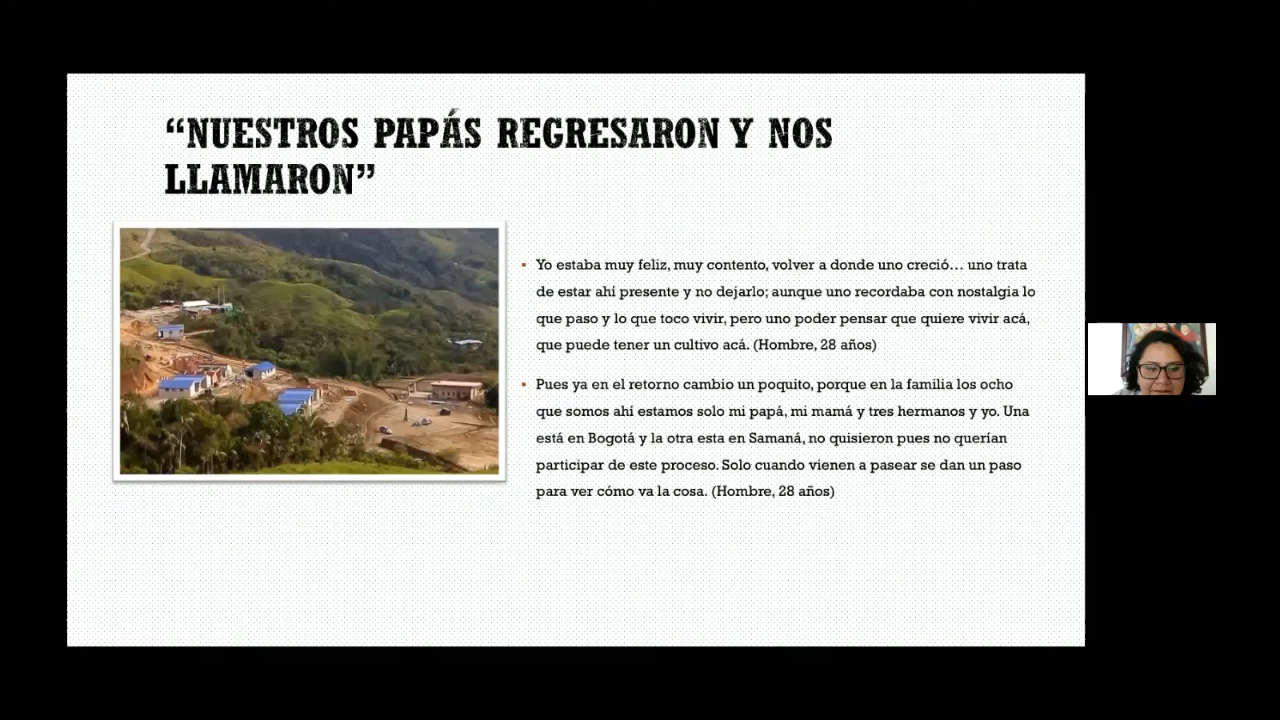 “NUESTROS PAPÁS REGRESARON Y NOS
LLAMARON”
• Yo estaba muy feliz, muy contento, volver a donde uno creció… uno trata
de estar ahí presente y no dejarlo; aunque uno recordaba con nostalgia lo
que paso y lo que toco vivir, pero uno poder pensar que quiere vivir acá,
que puede tener un cultivo acá. (Hombre, 28 años)
• Pues ya en el retorno cambio un poquito, porque en la familia los ocho
que somos ahí estamos solo mi papá, mi mamá y tres hermanos y yo. Una
está en Bogotá y la otra esta en Samaná, no quisieron pues no querían
participar de este proceso. Solo cuando vienen a pasear se dan un paso
para ver cómo va la cosa. (Hombre, 28 años)